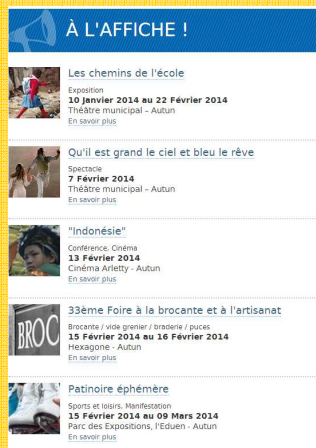 À L'AFFICHE !
Les chemins de l'école
Exposition
10 Janvier 2014 au 22 Février 2014
Théâtre municipal - Autun
En savoir plus
Qu'il est grand le ciel et bleu le rêve
Spectacle
7 Février 2014
Théâtre municipal - Autun
En savoir plus
"Indonésie"
Conférence, Cinéma
13 Février 2014
Cinéma Arletty - Autun
En savoir plus
33ème Foire à la brocante et à l'artisanat
BROC
Brocante / vide grenier / braderie / puces
15 Février 2014 au 16 Février 2014
Hexagone - Autun
En savoir plus
Patinoire éphémère
Sports et loisirs, Manifestation
15 Février 2014 au 09 Mars 2014
Parc des Expositions, l'Eduen - Autun
En savoir plus